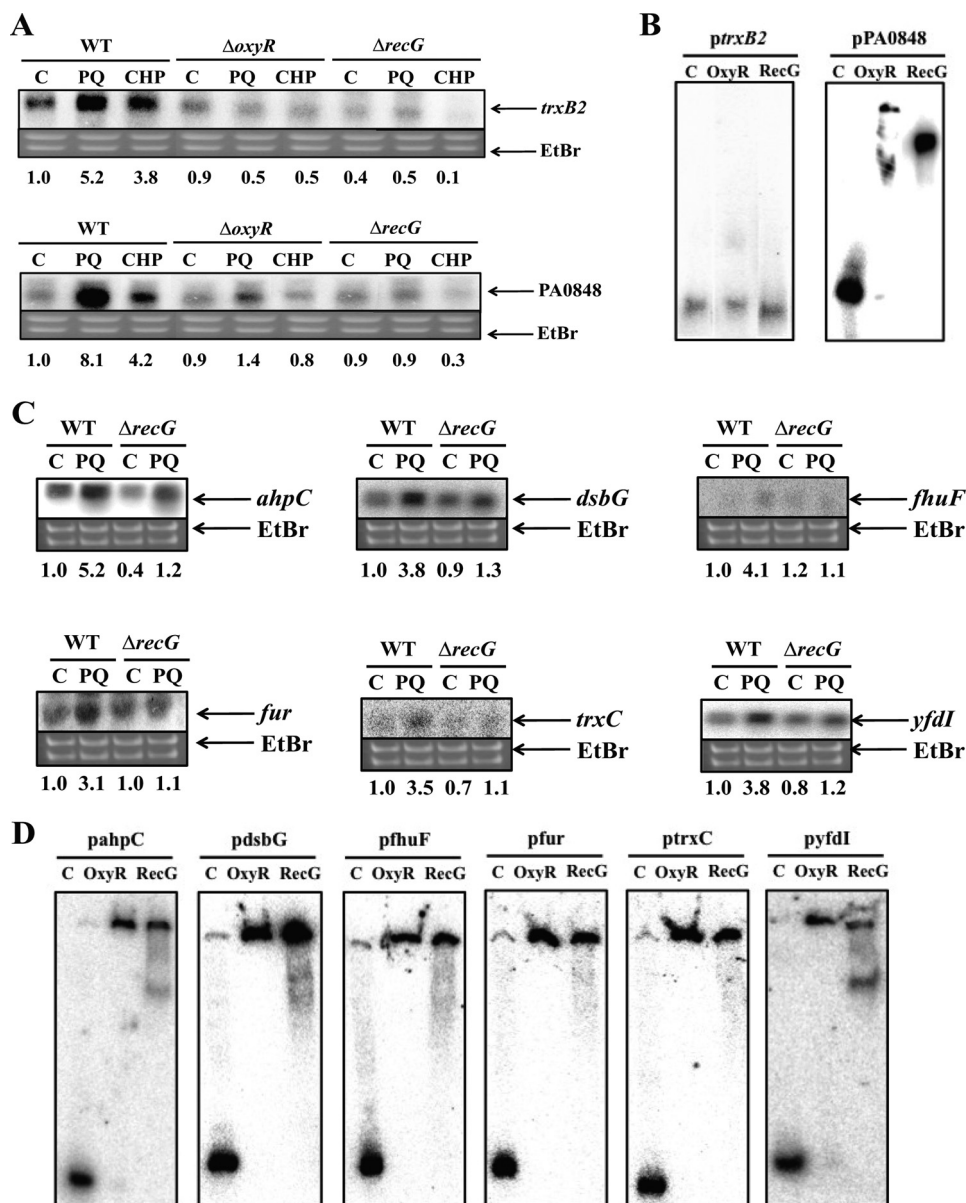 A
WT ΔoxyR ΔrecG
C PQ CHP C PQ CHP C PQ CHP
trxB2
EtBr
1.0 5.2 3.8 0.9 0.5 0.5 0.4 0.5 0.1
WT ΔoxyR ΔrecG
C PQ CHP C PQ CHP C PQ CHP
PA0848
EtBr
1.0 8.1 4.2 0.9 1.4 0.8 0.9 0.9 0.3
B
ptrxB2 pPA0848
C OxyR RecG C OxyR RecG
C
WT ΔrecG WT ΔrecG WT ΔrecG
C PQ C PQ C PQ C PQ C PQ C PQ
ahpC dsbG fhuF
EtBr EtBr EtBr
1.0 5.2 0.4 1.2 1.0 3.8 0.9 1.3 1.0 4.1 1.2 1.1
WT ΔrecG WT ΔrecG WT ΔrecG
C PQ C PQ C PQ C PQ C PQ C PQ
fur trxC yfdI
EtBr EtBr EtBr
1.0 3.1 1.0 1.1 1.0 3.5 0.7 1.1 1.0 3.8 0.8 1.2
D
pahpC pdsbG pfhuF pfur ptrxC pyfdI
C OxyR RecG C OxyR RecG C OxyR RecG C OxyR RecG C OxyR RecG C OxyR RecG